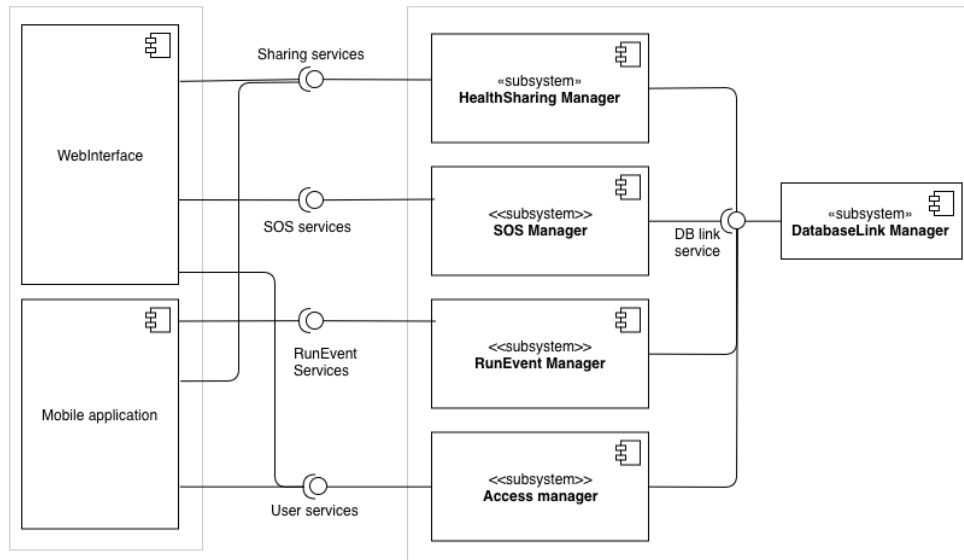 Sharing services
«subsystem»
HealthSharing Manager
WebInterface
SOS services
<<subsystem>>
SOS Manager
DB link
service
«subsystem»
DatabaseLink Manager
RunEvent
Services
<<subsystem>>
RunEvent Manager
Mobile application
User services
<<subsystem>>
Access manager